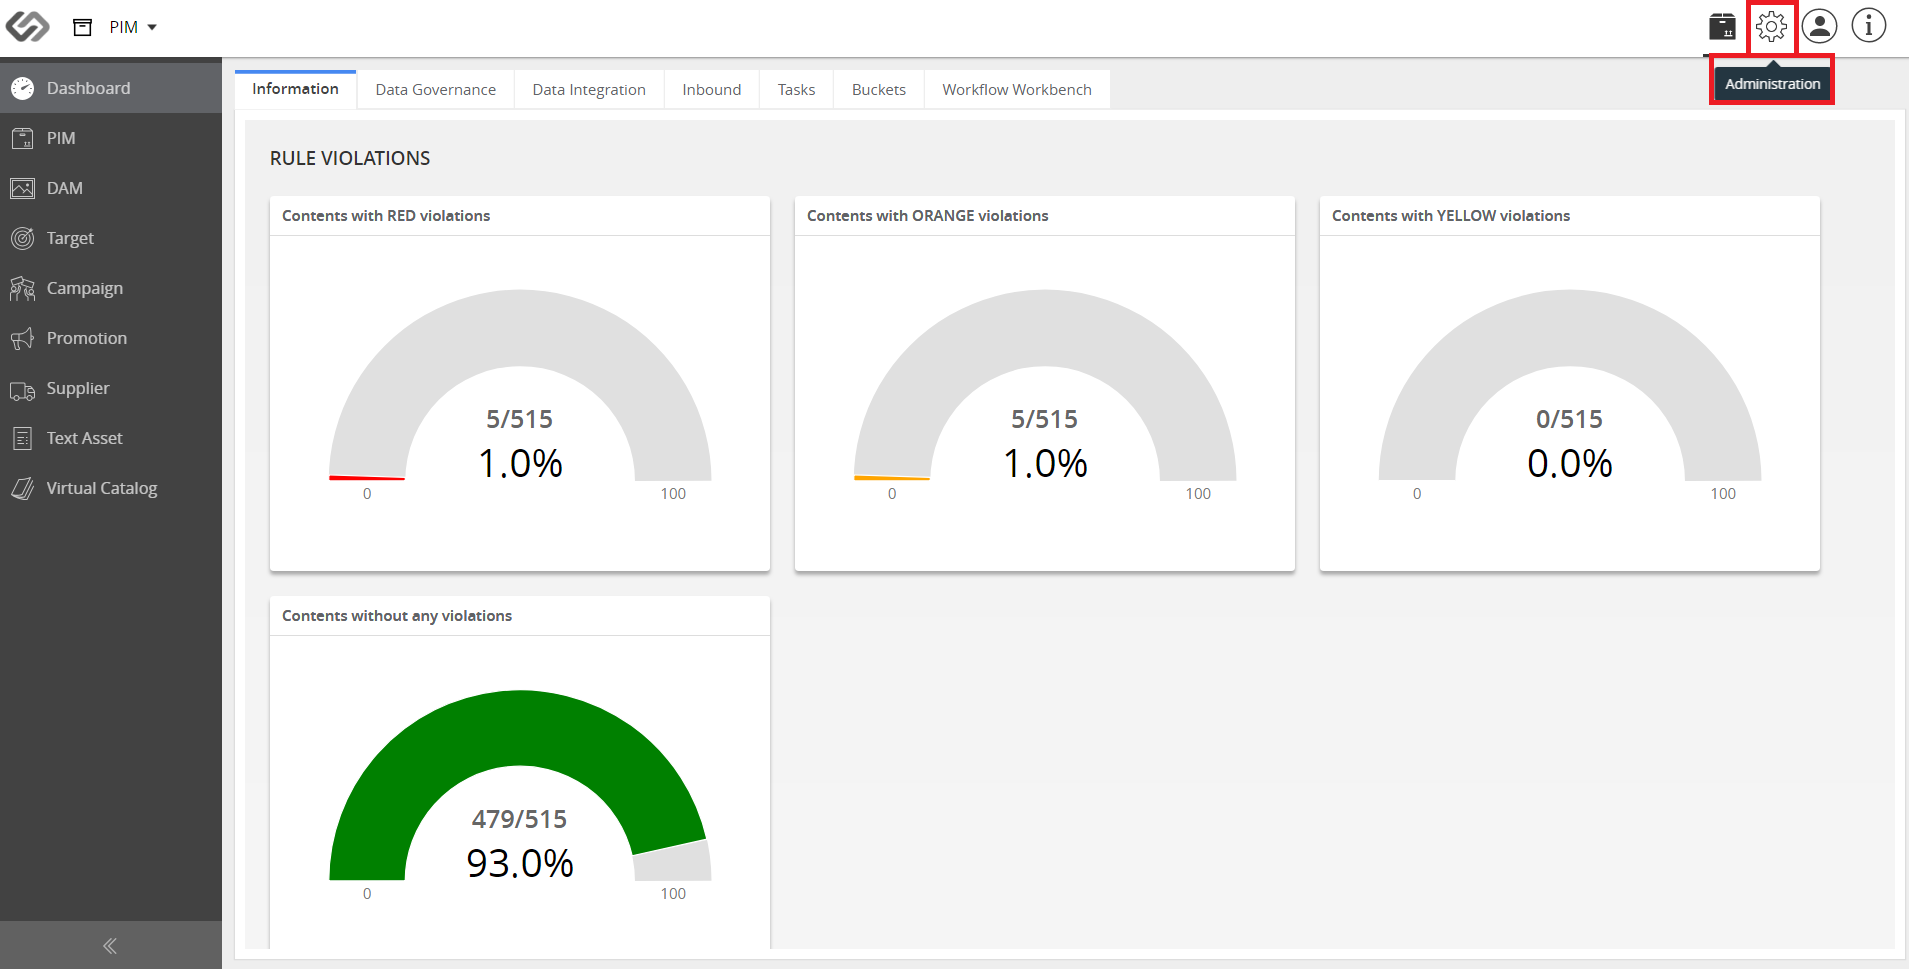 PIM
Administration
Dashboard
PIM
DAM
Target
Campaign
Promotion
Supplier
Text Asset
Virtual Catalog
Information
Data Governance
Data Integration
Inbound
Tasks
Buckets
Workflow Workbench
RULE VIOLATIONS
Contents with RED violations
5/515
1.0%
0
100
Contents with ORANGE violations
5/515
1.0%
0
100
Contents with YELLOW violations
0/515
0.0%
0
100
Contents without any violations
479/515
93.0%
0
100